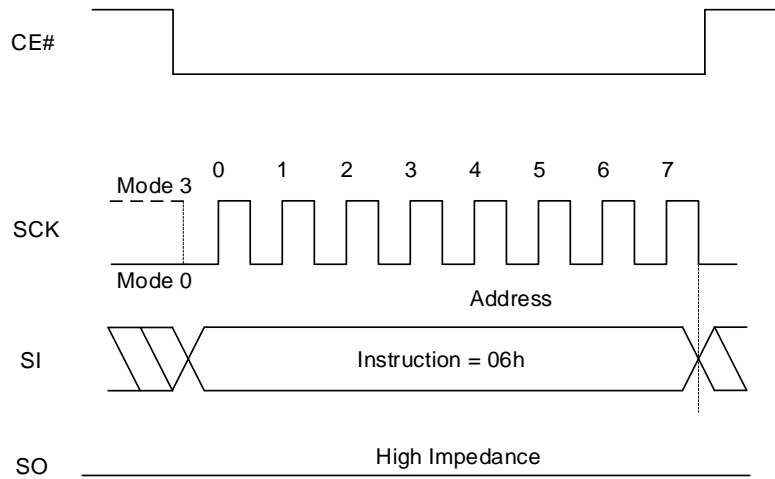 CE#
0 1 2 3 4 5 6 7
Mode 3
SCK
Mode 0
Address
SI Instruction = 06h
High Impedance
SO